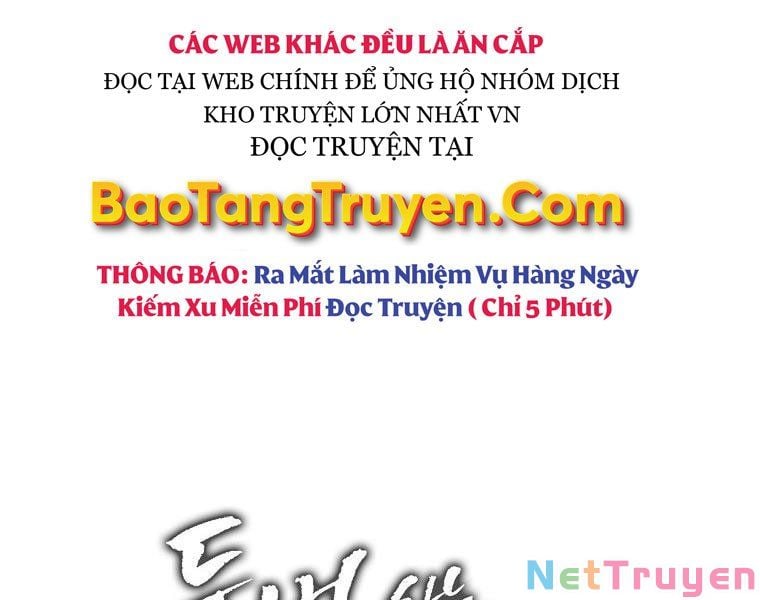 CÁC WEB KHÁC ĐỀU LÀ ĂN CẮP
ĐỌC TẠI WEB CHÍNH ĐỂ ỦNG HỘ NHÓM DỊCH
KHO TRUYỆN LỚN NHẤT VN
ĐỌC TRUYỆN TẠI
BaoTangTruyen.Com
THÔNG BÁO: Ra Mắt Làm Nhiệm Vụ Hàng Ngày
Kiếm Xu Miễn Phí Đọc Truyện ( Chỉ 5 Phút)
NetTruyen